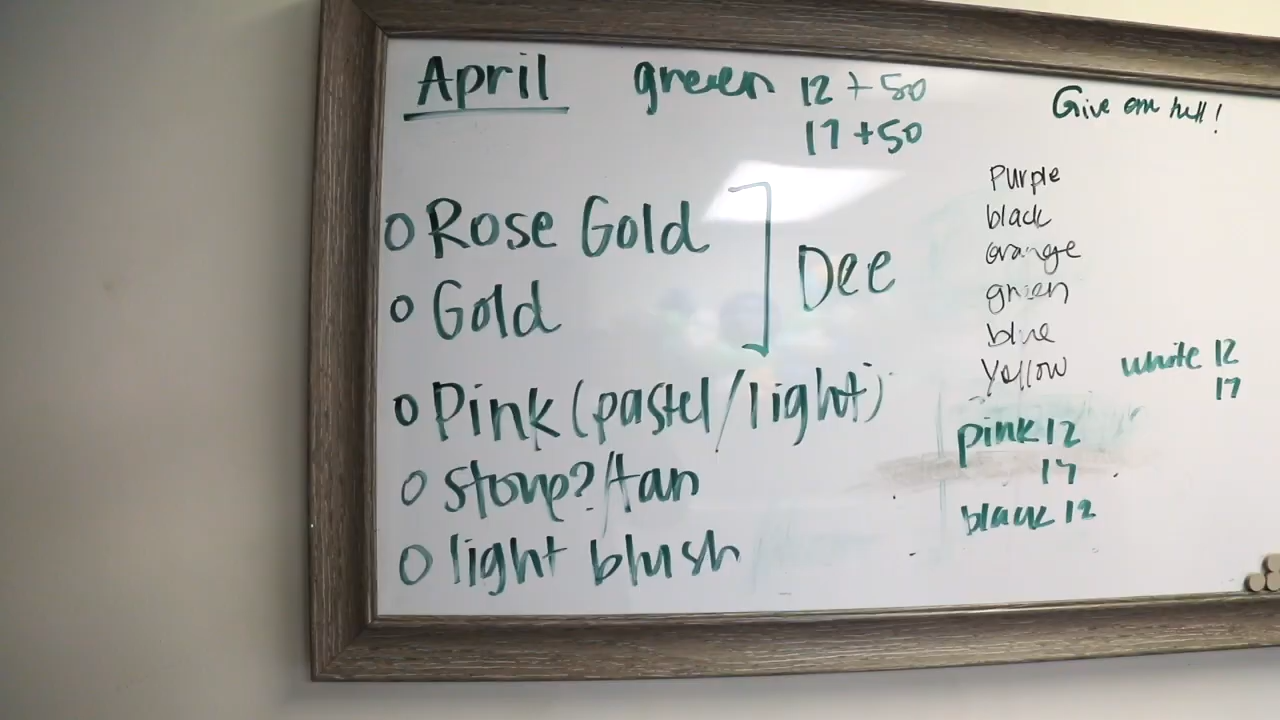 April green 12 + 50
17 + 50
Give em hell!
o Rose Gold
o Gold
Dee
o Pink (pastel/light)
o stone?/tan
o light blush
Purple
black
orange
green
blue
Yellow
white 12
17
pink 12
17
black 12